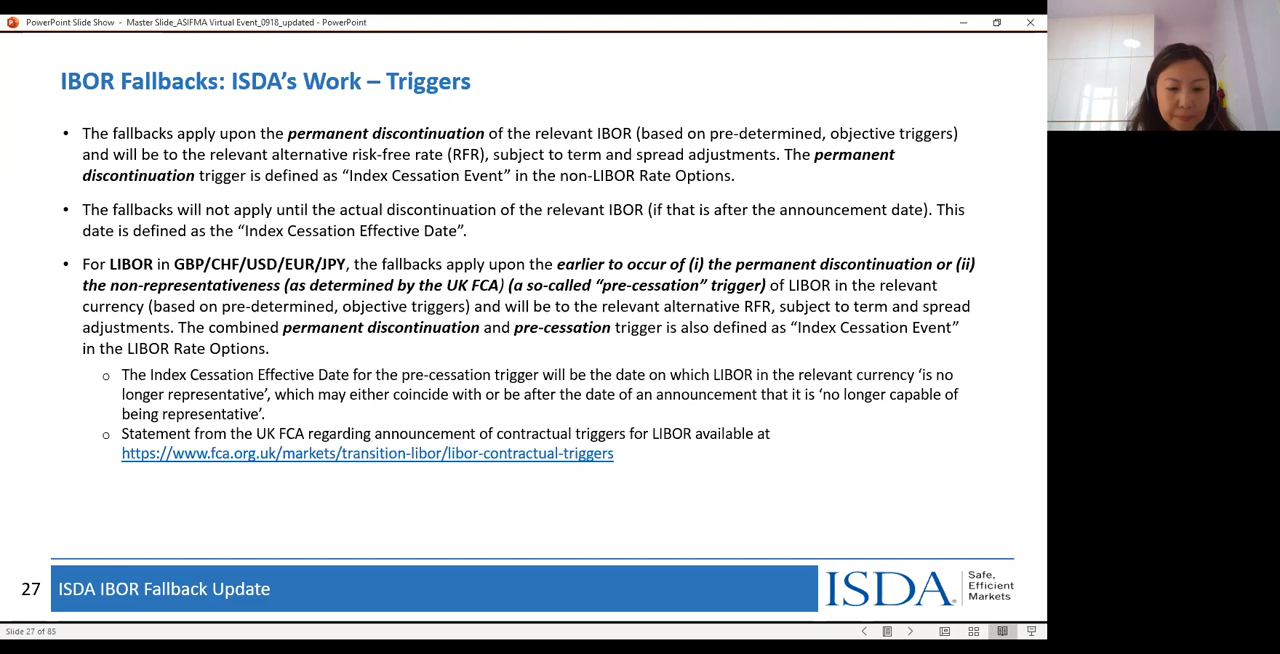 PowerPoint Slide Show - Master Slide_ASIFMA Virtual Event_0918_updated - PowerPoint
IBOR Fallbacks: ISDA's Work – Triggers
• The fallbacks apply upon the permanent discontinuation of the relevant IBOR (based on pre-determined, objective triggers)
and will be to the relevant alternative risk-free rate (RFR), subject to term and spread adjustments. The permanent
discontinuation trigger is defined as “Index Cessation Event” in the non-LIBOR Rate Options.
• The fallbacks will not apply until the actual discontinuation of the relevant IBOR (if that is after the announcement date). This
date is defined as the “Index Cessation Effective Date”.
• For LIBOR in GBP/CHF/USD/EUR/JPY, the fallbacks apply upon the earlier to occur of (i) the permanent discontinuation or (ii)
the non-representativeness (as determined by the UK FCA) (a so-called “pre-cessation” trigger) of LIBOR in the relevant
currency (based on pre-determined, objective triggers) and will be to the relevant alternative RFR, subject to term and spread
adjustments. The combined permanent discontinuation and pre-cessation trigger is also defined as “Index Cessation Event”
in the LIBOR Rate Options.
o The Index Cessation Effective Date for the pre-cessation trigger will be the date on which LIBOR in the relevant currency ‘is no
longer representative’, which may either coincide with or be after the date of an announcement that it is ‘no longer capable of
being representative’.
o Statement from the UK FCA regarding announcement of contractual triggers for LIBOR available at
https://www.fca.org.uk/markets/transition-libor/libor-contractual-triggers
27 ISDA IBOR Fallback Update
ISDA
Safe,
Efficient
Markets
Slide 27 of 85